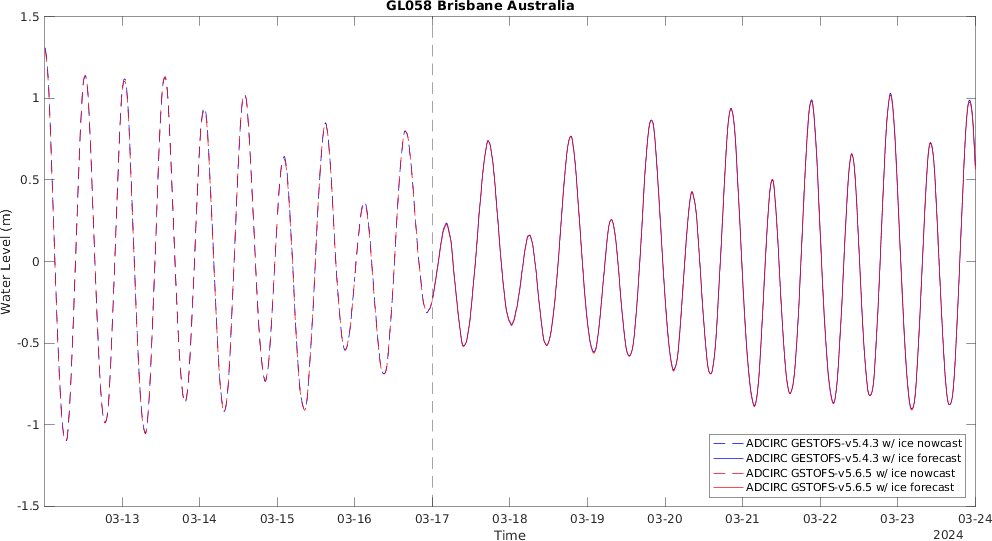 GL058 Brisbane Australia
1.5
1
0.5
0
-0.5
-1
-1.5
Water Level (m)
ADCIRC GESTOFS-v5.4.3 w/ ice nowcast
ADCIRC GESTOFS-v5.4.3 w/ ice forecast
ADCIRC GSTOFS-v5.6.5 w/ ice nowcast
ADCIRC GSTOFS-v5.6.5 w/ ice forecast
03-13 03-14 03-15 03-16 03-17 03-18 03-19 03-20 03-21 03-22 03-23 03-24
Time
2024